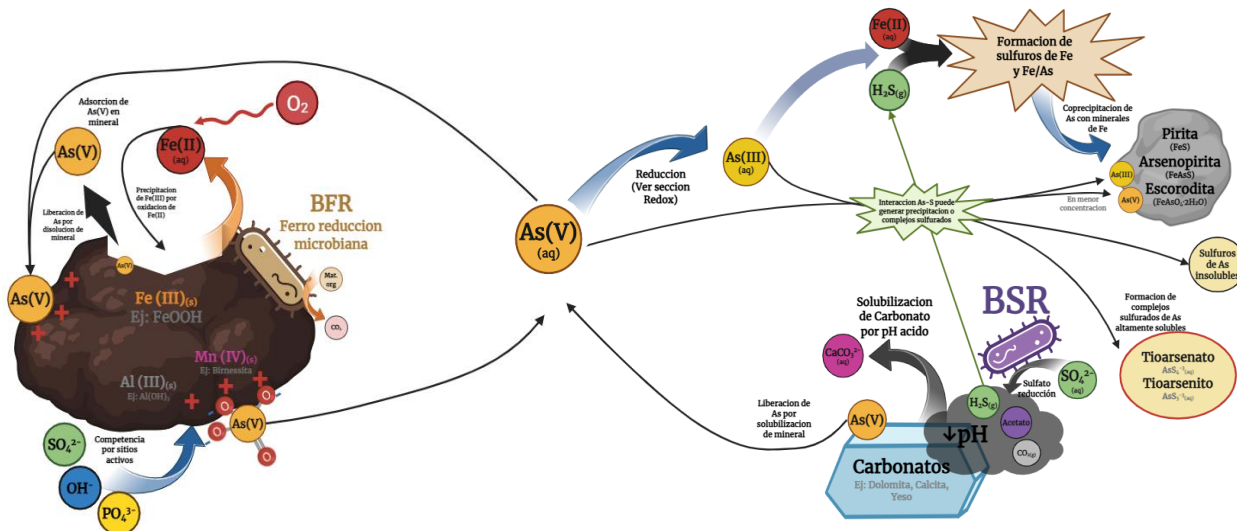 Adsorcion de
As(V) en
mineral
As(V)
O₂
Fe(II)
(aq)
Precipitacion
de Fe(III) por
oxidacion de
Fe(II)
Liberacion de
As por
disolucion de
mineral
BFR
Ferro reduccion
microbiana
Mat.
org
CO₂
As(V)
As(V)
Fe (III)(s)
Ej: FeOOH
Mn (IV)(s)
Ej: Birnessita
Al (III)(s)
Ej: Al(OH)₃
O
O
O
O
As(V)
SO₄²⁻
OH⁻
PO₄³⁻
Competencia
por sitios
activos
As(V)
(aq)
Reduccion
(Ver seccion
Redox)
As(III)
(aq)
Fe(II)
(aq)
H₂S(g)
Formacion de
sulfuros de Fe
y Fe/As
Coprecipitacion de
As con minerales
de Fe
Pirita
(FeS)
Arsenopirita
(FeAsS)
Escorodita
(FeAsO₄·2H₂O)
As(III)
As(V)
En menor
concentracion
Interaccion As-S puede
generar precipitacion o
complejos sulfurados
Sulfuros
de As
insolubles
Formacion de
complejos
sulfurados de As
altamente solubles
Tioarsenato
AsS₄⁻³(aq)
Tioarsenito
AsS₃⁻³(aq)
Solubilizacion
de Carbonato
por pH acido
CaCO₃²⁻
(aq)
BSR
Sulfato
reducción
SO₄²⁻
(aq)
H₂S(g)
Acetato
CO₂(g)
↓pH
Liberacion de
As por
solubilizacion
de mineral
As(V)
Carbonatos
Ej: Dolomita, Calcita,
Yeso